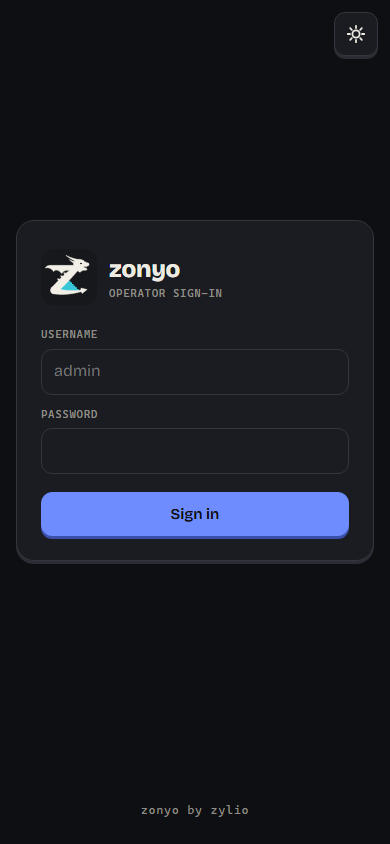 zonyo
OPERATOR SIGN-IN
USERNAME
admin
PASSWORD
Sign in
zonyo by zylio